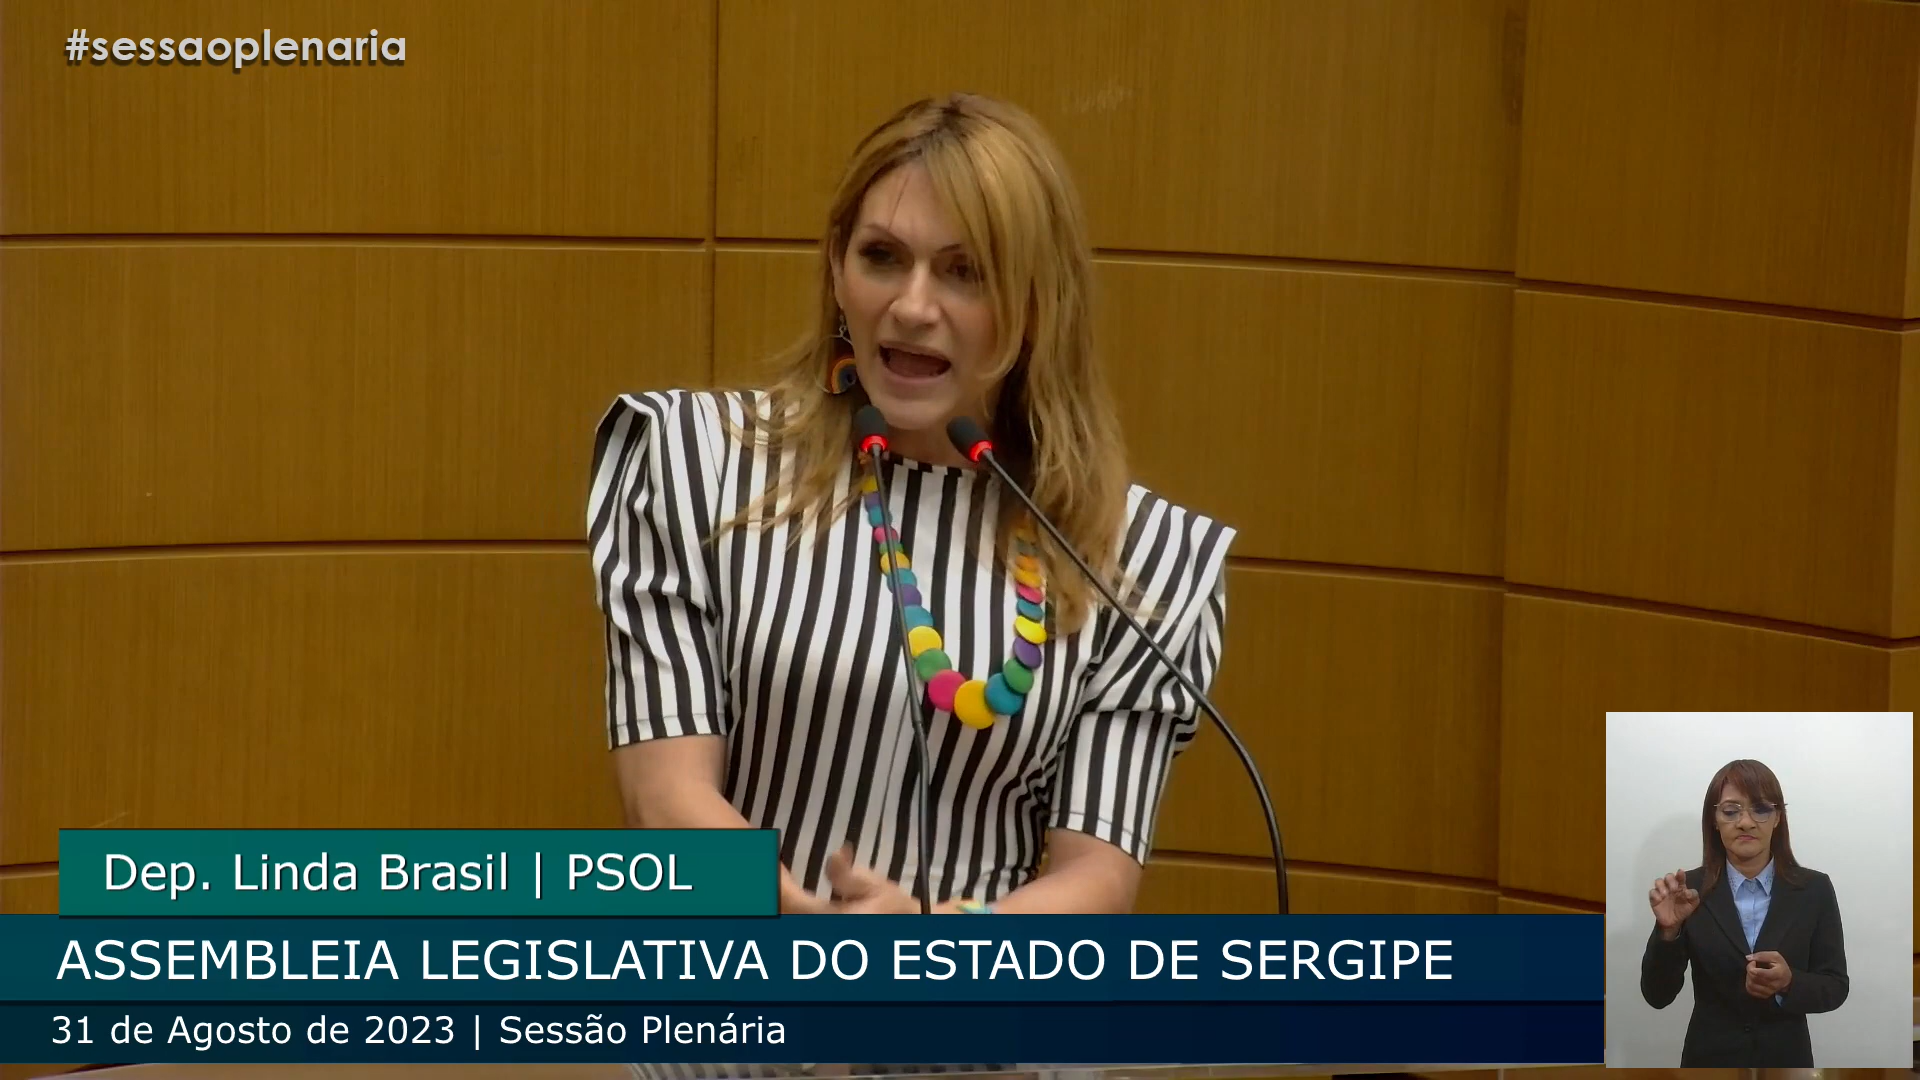 #sessaoplenaria
Dep. Linda Brasil | PSOL
ASSEMBLEIA LEGISLATIVA DO ESTADO DE SERGIPE
31 de Agosto de 2023 | Sessão Plenária